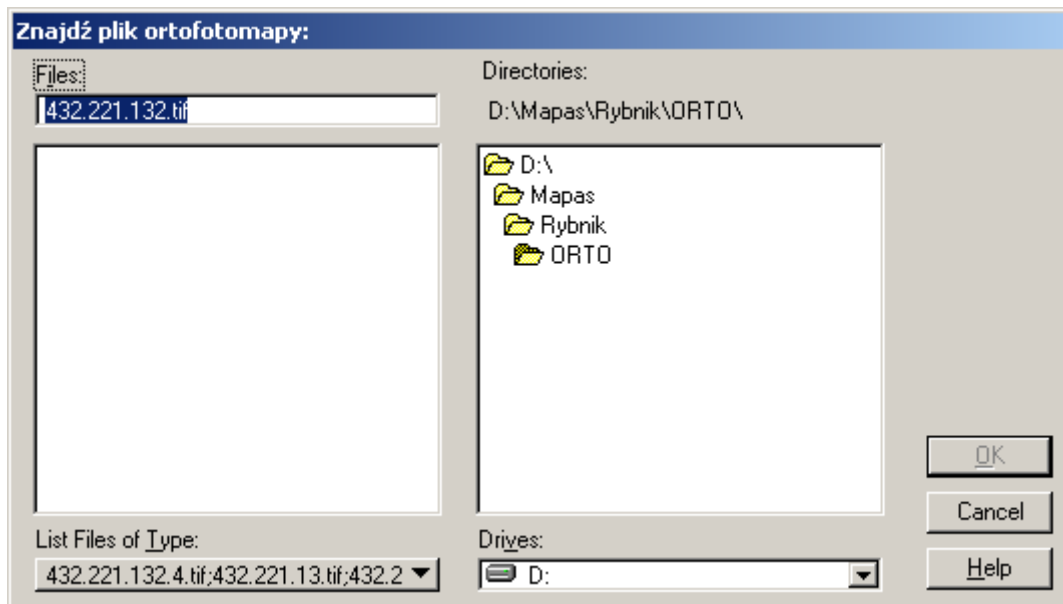 Znajdź plik ortofotomapy:
Files:
432.221.132.tif
Directories:
D:\Mapas\Rybnik\ORTO\
D:\
Mapas
Rybnik
ORTO
OK
Cancel
Help
List Files of Type:
432.221.132.4.tif;432.221.13.tif;432.2
Drives:
D: